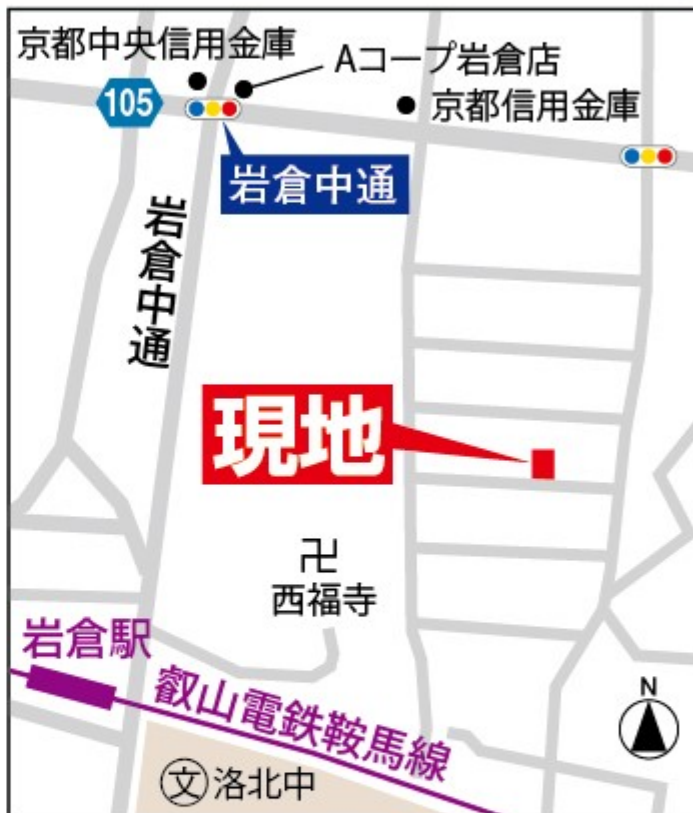 京都中央信用金庫
Aコープ岩倉店
京都信用金庫
105
岩倉中通
岩倉中通
現地
卍
西福寺
岩倉駅
叡山電鉄鞍馬線
N
文 洛北中